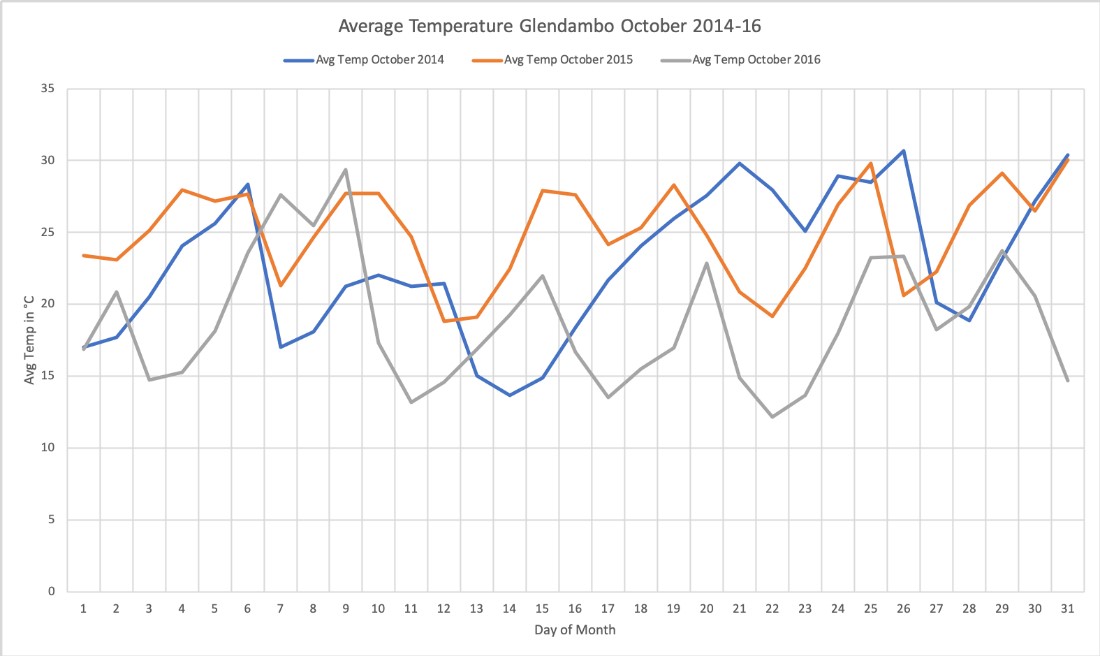 Average Temperature Glendambo October 2014-16
Avg Temp October 2014 Avg Temp October 2015 Avg Temp October 2016
35
30
25
20
15
10
5
0
Avg Temp in °C
1 2 3 4 5 6 7 8 9 10 11 12 13 14 15 16 17 18 19 20 21 22 23 24 25 26 27 28 29 30 31
Day of Month